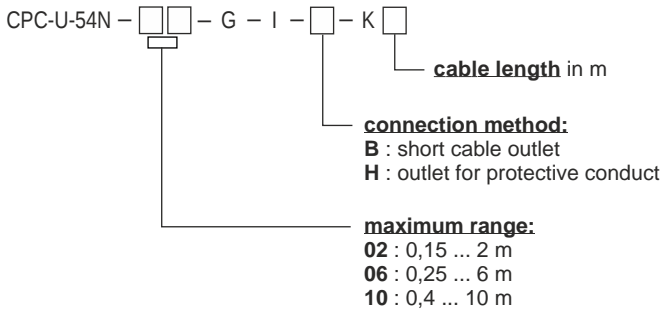 CPC-U-54N – □□ – G – I – □ – K □
cable length in m
connection method:
B : short cable outlet
H : outlet for protective conduct
maximum range:
02 : 0,15 ... 2 m
06 : 0,25 ... 6 m
10 : 0,4 ... 10 m